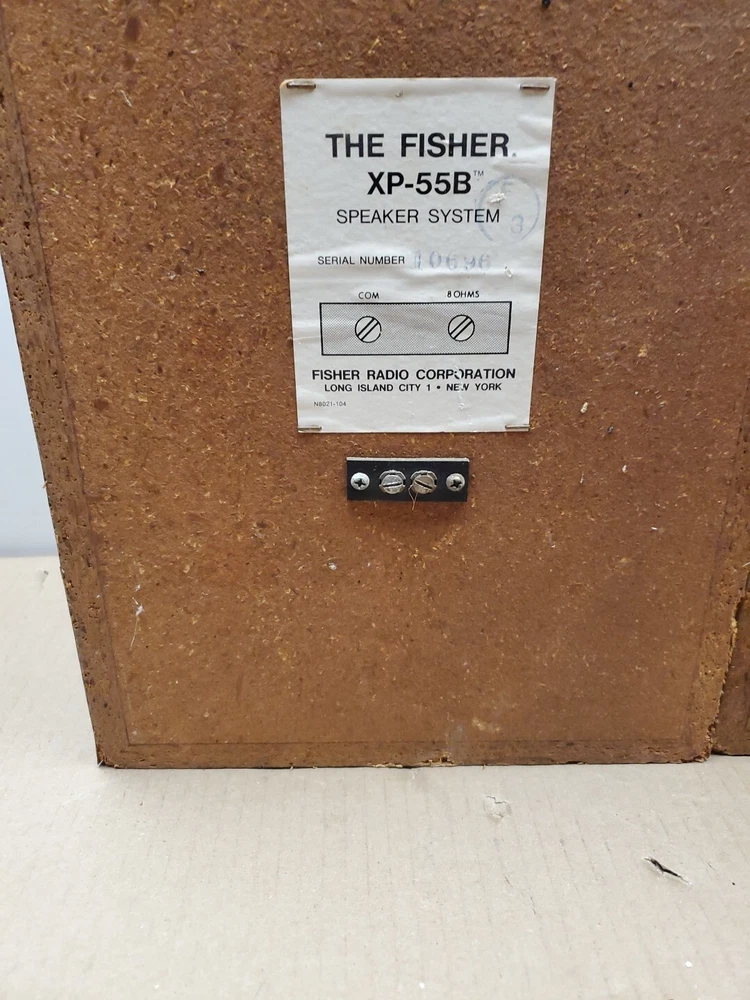 THE FISHER.
XP-55B™
SPEAKER SYSTEM
SERIAL NUMBER 10696
COM 8 OHMS
FISHER RADIO CORPORATION
LONG ISLAND CITY 1 • NEW YORK
N8021-104